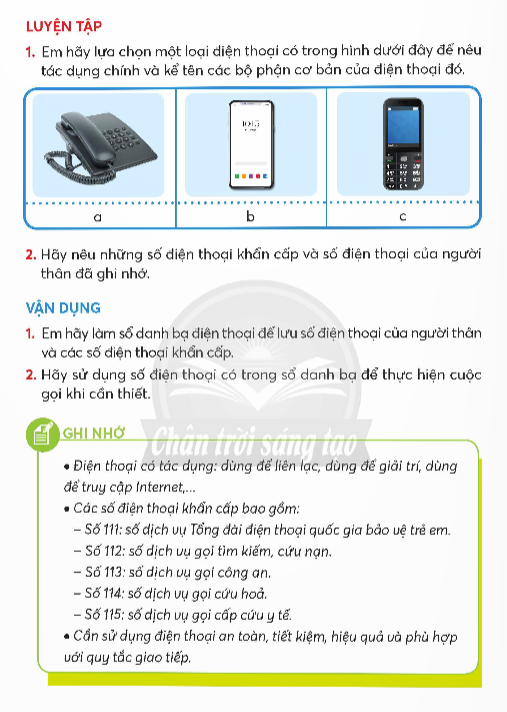 LUYỆN TẬP
1. Em hãy lựa chọn một loại điện thoại có trong hình dưới đây để nêu
tác dụng chính và kể tên các bộ phận cơ bản của điện thoại đó.
1015
a
b
c
2. Hãy nêu những số điện thoại khẩn cấp và số điện thoại của người
thân đã ghi nhớ.
VẬN DỤNG
1. Em hãy làm sổ danh bạ điện thoại để lưu số điện thoại của người thân
và các số điện thoại khẩn cấp.
2. Hãy sử dụng số điện thoại có trong sổ danh bạ để thực hiện cuộc
gọi khi cần thiết.
GHI NHỚ
Chân trời sáng tạo
• Điện thoại có tác dụng: dùng để liên lạc, dùng để giải trí, dùng
để truy cập Internet,...
• Các số điện thoại khẩn cấp bao gồm:
– Số 111: số dịch vụ Tổng đài điện thoại quốc gia bảo vệ trẻ em.
– Số 112: số dịch vụ gọi tìm kiếm, cứu nạn.
– Số 113: số dịch vụ gọi công an.
– Số 114: số dịch vụ gọi cứu hoả.
– Số 115: số dịch vụ gọi cấp cứu y tế.
• Cần sử dụng điện thoại an toàn, tiết kiệm, hiệu quả và phù hợp
với quy tắc giao tiếp.